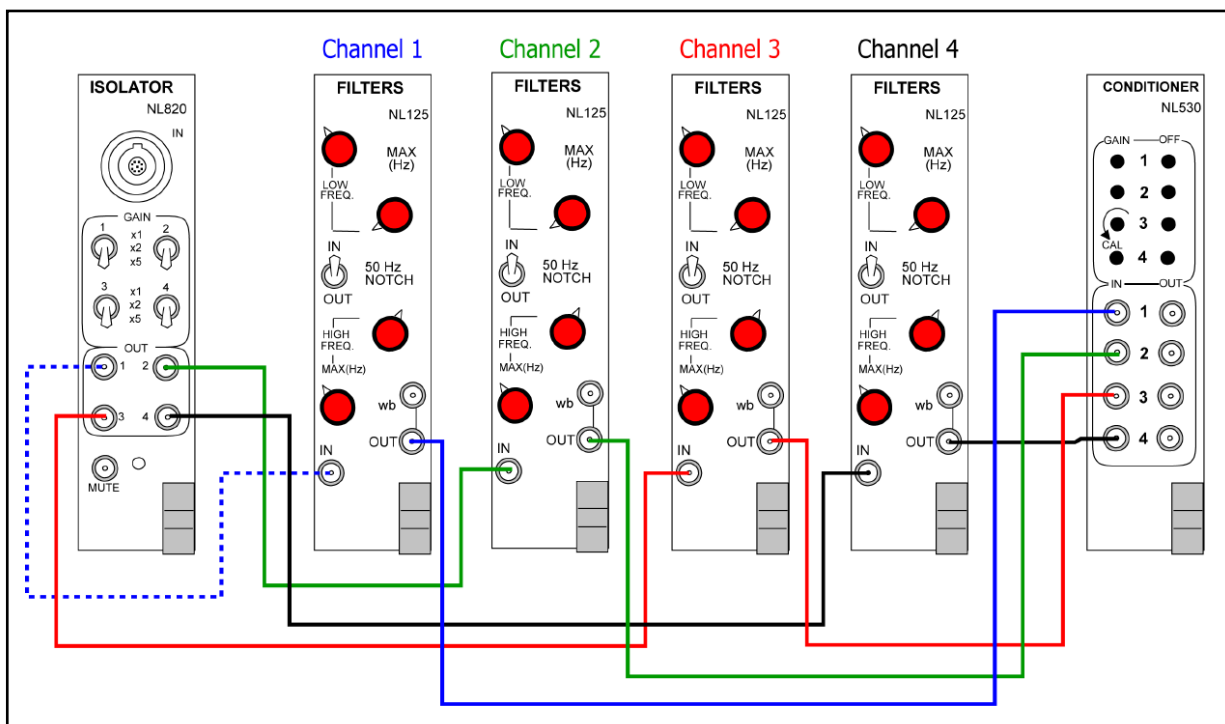 Channel 1
Channel 2
Channel 3
Channel 4
ISOLATOR
NL820
IN
GAIN
1 x1 2
x2
x5
3 x1 4
x2
x5
OUT
1 2
3 4
MUTE
FILTERS
NL125
MAX
(Hz)
LOW
FREQ.
IN
50 Hz
NOTCH
OUT
HIGH
FREQ.
MAX(Hz)
wb
OUT
IN
FILTERS
NL125
MAX
(Hz)
LOW
FREQ.
IN
50 Hz
NOTCH
OUT
HIGH
FREQ.
MAX(Hz)
wb
OUT
IN
FILTERS
NL125
MAX
(Hz)
LOW
FREQ.
IN
50 Hz
NOTCH
OUT
HIGH
FREQ.
MAX(Hz)
wb
OUT
IN
FILTERS
NL125
MAX
(Hz)
LOW
FREQ.
IN
50 Hz
NOTCH
OUT
HIGH
FREQ.
MAX(Hz)
wb
OUT
IN
CONDITIONER
NL530
GAIN OFF
1
2
3
CAL
4
IN OUT
1
2
3
4